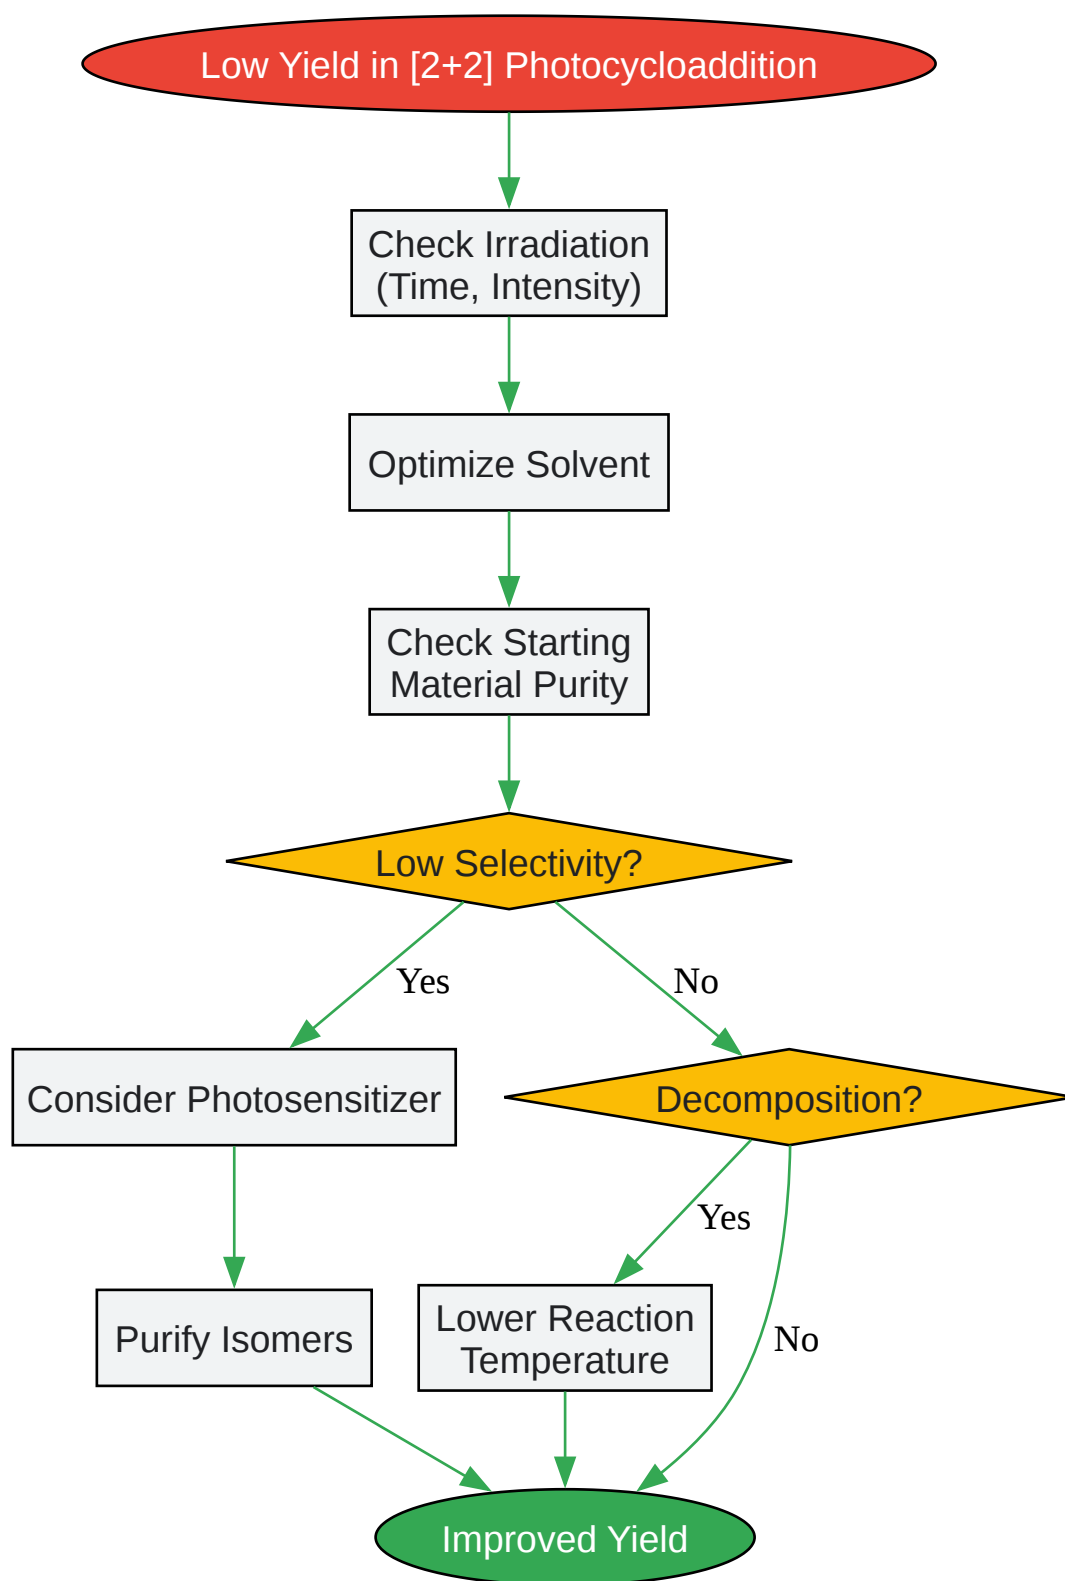 Low Yield in [2+2] Photocycloaddition
Check Irradiation
(Time, Intensity)
Optimize Solvent
Check Starting
Material Purity
Low Selectivity?
Yes
No
Consider Photosensitizer
Decomposition?
Yes
No
Purify Isomers
Lower Reaction
Temperature
Improved Yield